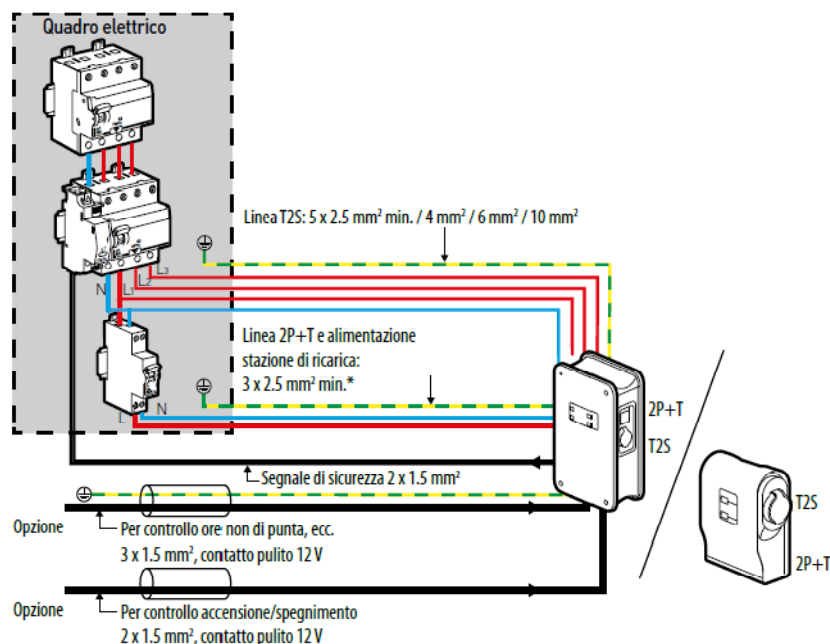 Quadro elettrico
Linea T2S: 5 x 2.5 mm² min. / 4 mm² / 6 mm² / 10 mm²
N
L1
L2
L3
Linea 2P+T e alimentazione
stazione di ricarica:
3 x 2.5 mm² min.*
L
N
2P+T
T2S
Segnale di sicurezza 2 x 1.5 mm²
T2S
2P+T
Opzione
Per controllo ore non di punta, ecc.
3 x 1.5 mm², contatto pulito 12 V
Opzione
Per controllo accensione/spegnimento
2 x 1.5 mm², contatto pulito 12 V